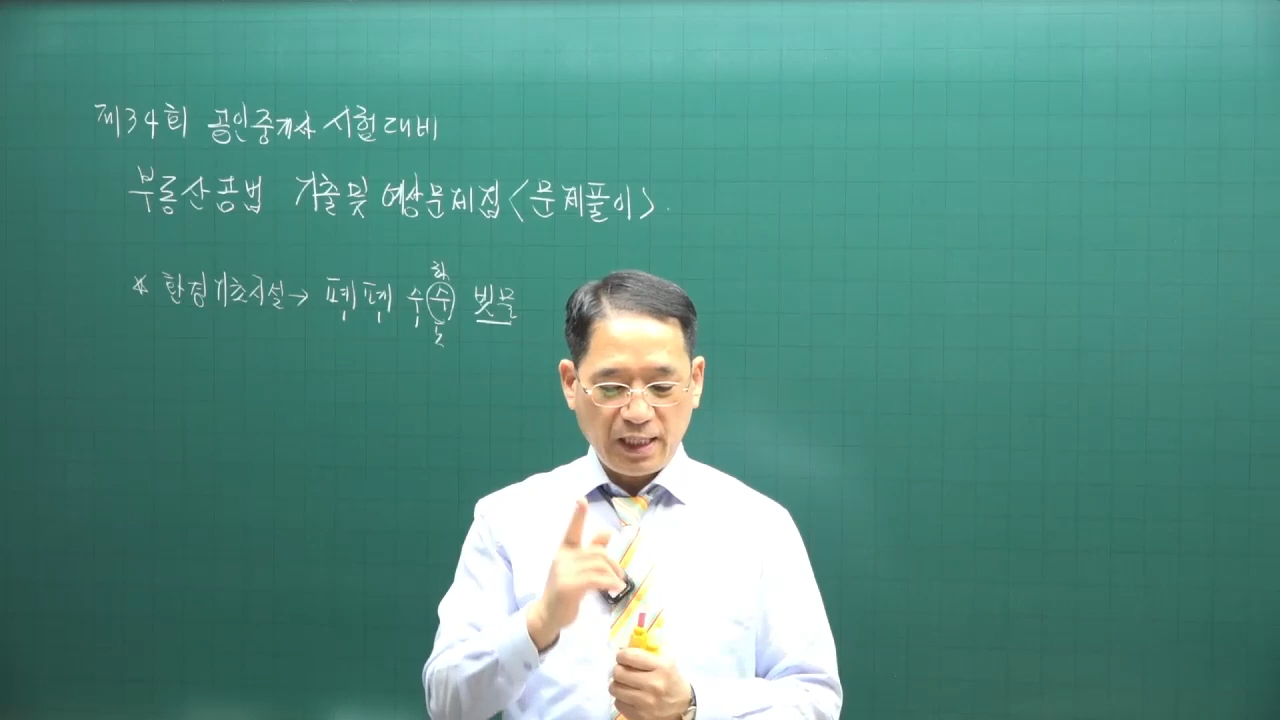 제34회 공인중개사 시험대비
부동산공법 기출 및 예상문제집 <문제풀이>.
하
* 환경기초시설 → 폐 폐 수 수 빗물